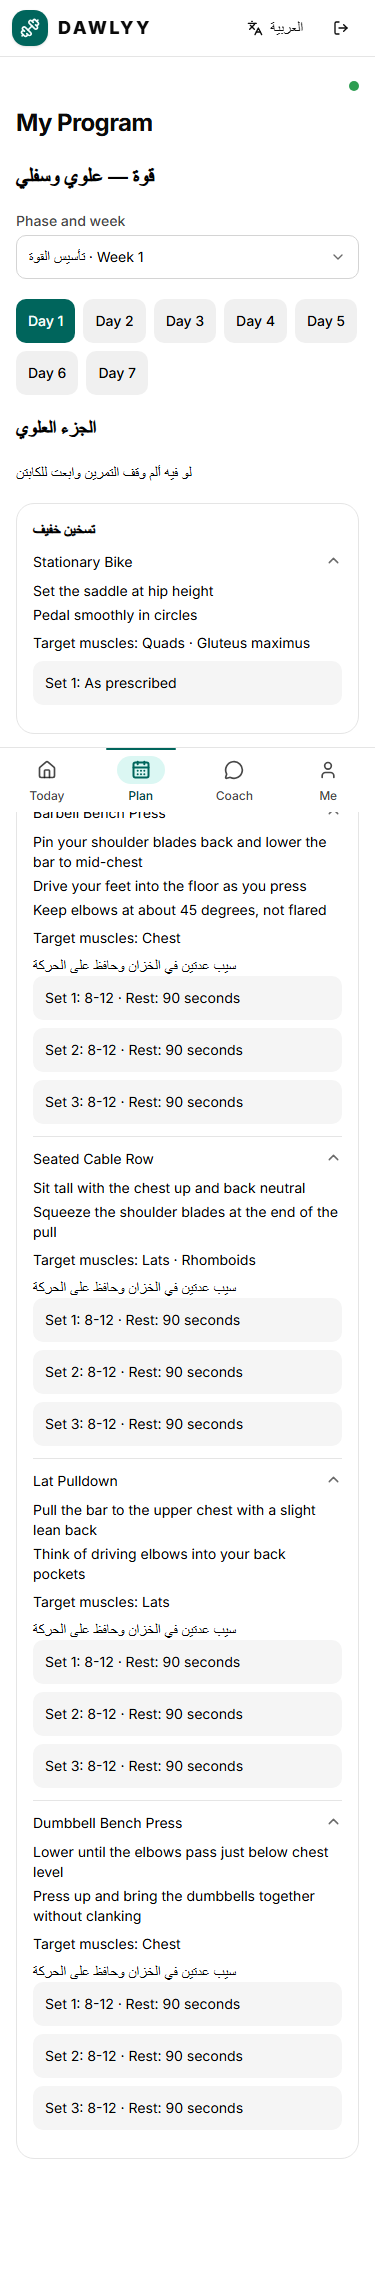 DAWLYY
العربية
My Program
قوة — علوي وسفلي
Phase and week
تأسيس القوة · Week 1
Day 1
Day 2
Day 3
Day 4
Day 5
Day 6
Day 7
الجزء العلوي
لو فيه ألم وقف التمرين وابعت للكابتن
تسخين خفيف
Stationary Bike
Set the saddle at hip height
Pedal smoothly in circles
Target muscles: Quads · Gluteus maximus
Set 1: As prescribed
Today
Plan
Coach
Me
Barbell Bench Press
Pin your shoulder blades back and lower the
bar to mid-chest
Drive your feet into the floor as you press
Keep elbows at about 45 degrees, not flared
Target muscles: Chest
سيب عدتين في الخزان وحافظ على الحركة
Set 1: 8-12 · Rest: 90 seconds
Set 2: 8-12 · Rest: 90 seconds
Set 3: 8-12 · Rest: 90 seconds
Seated Cable Row
Sit tall with the chest up and back neutral
Squeeze the shoulder blades at the end of the
pull
Target muscles: Lats · Rhomboids
سيب عدتين في الخزان وحافظ على الحركة
Set 1: 8-12 · Rest: 90 seconds
Set 2: 8-12 · Rest: 90 seconds
Set 3: 8-12 · Rest: 90 seconds
Lat Pulldown
Pull the bar to the upper chest with a slight
lean back
Think of driving elbows into your back
pockets
Target muscles: Lats
سيب عدتين في الخزان وحافظ على الحركة
Set 1: 8-12 · Rest: 90 seconds
Set 2: 8-12 · Rest: 90 seconds
Set 3: 8-12 · Rest: 90 seconds
Dumbbell Bench Press
Lower until the elbows pass just below chest
level
Press up and bring the dumbbells together
without clanking
Target muscles: Chest
سيب عدتين في الخزان وحافظ على الحركة
Set 1: 8-12 · Rest: 90 seconds
Set 2: 8-12 · Rest: 90 seconds
Set 3: 8-12 · Rest: 90 seconds